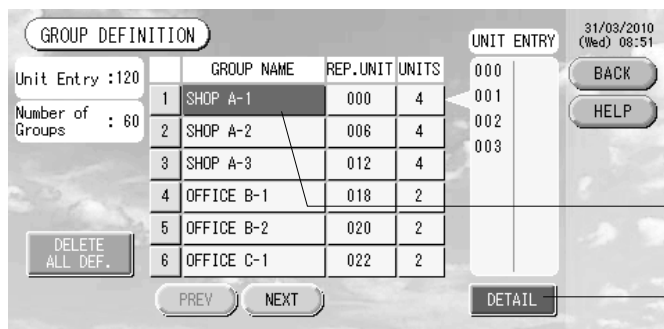 GROUP DEFINITION
UNIT ENTRY
31/03/2010
(Wed) 08:51
Unit Entry :120
Number of Groups : 60
GROUP NAME REP.UNIT UNITS
1 SHOP A-1 000 4
2 SHOP A-2 006 4
3 SHOP A-3 012 4
4 OFFICE B-1 018 2
5 OFFICE B-2 020 2
6 OFFICE C-1 022 2
000
001
002
003
BACK
HELP
DELETE
ALL DEF.
PREV
NEXT
DETAIL